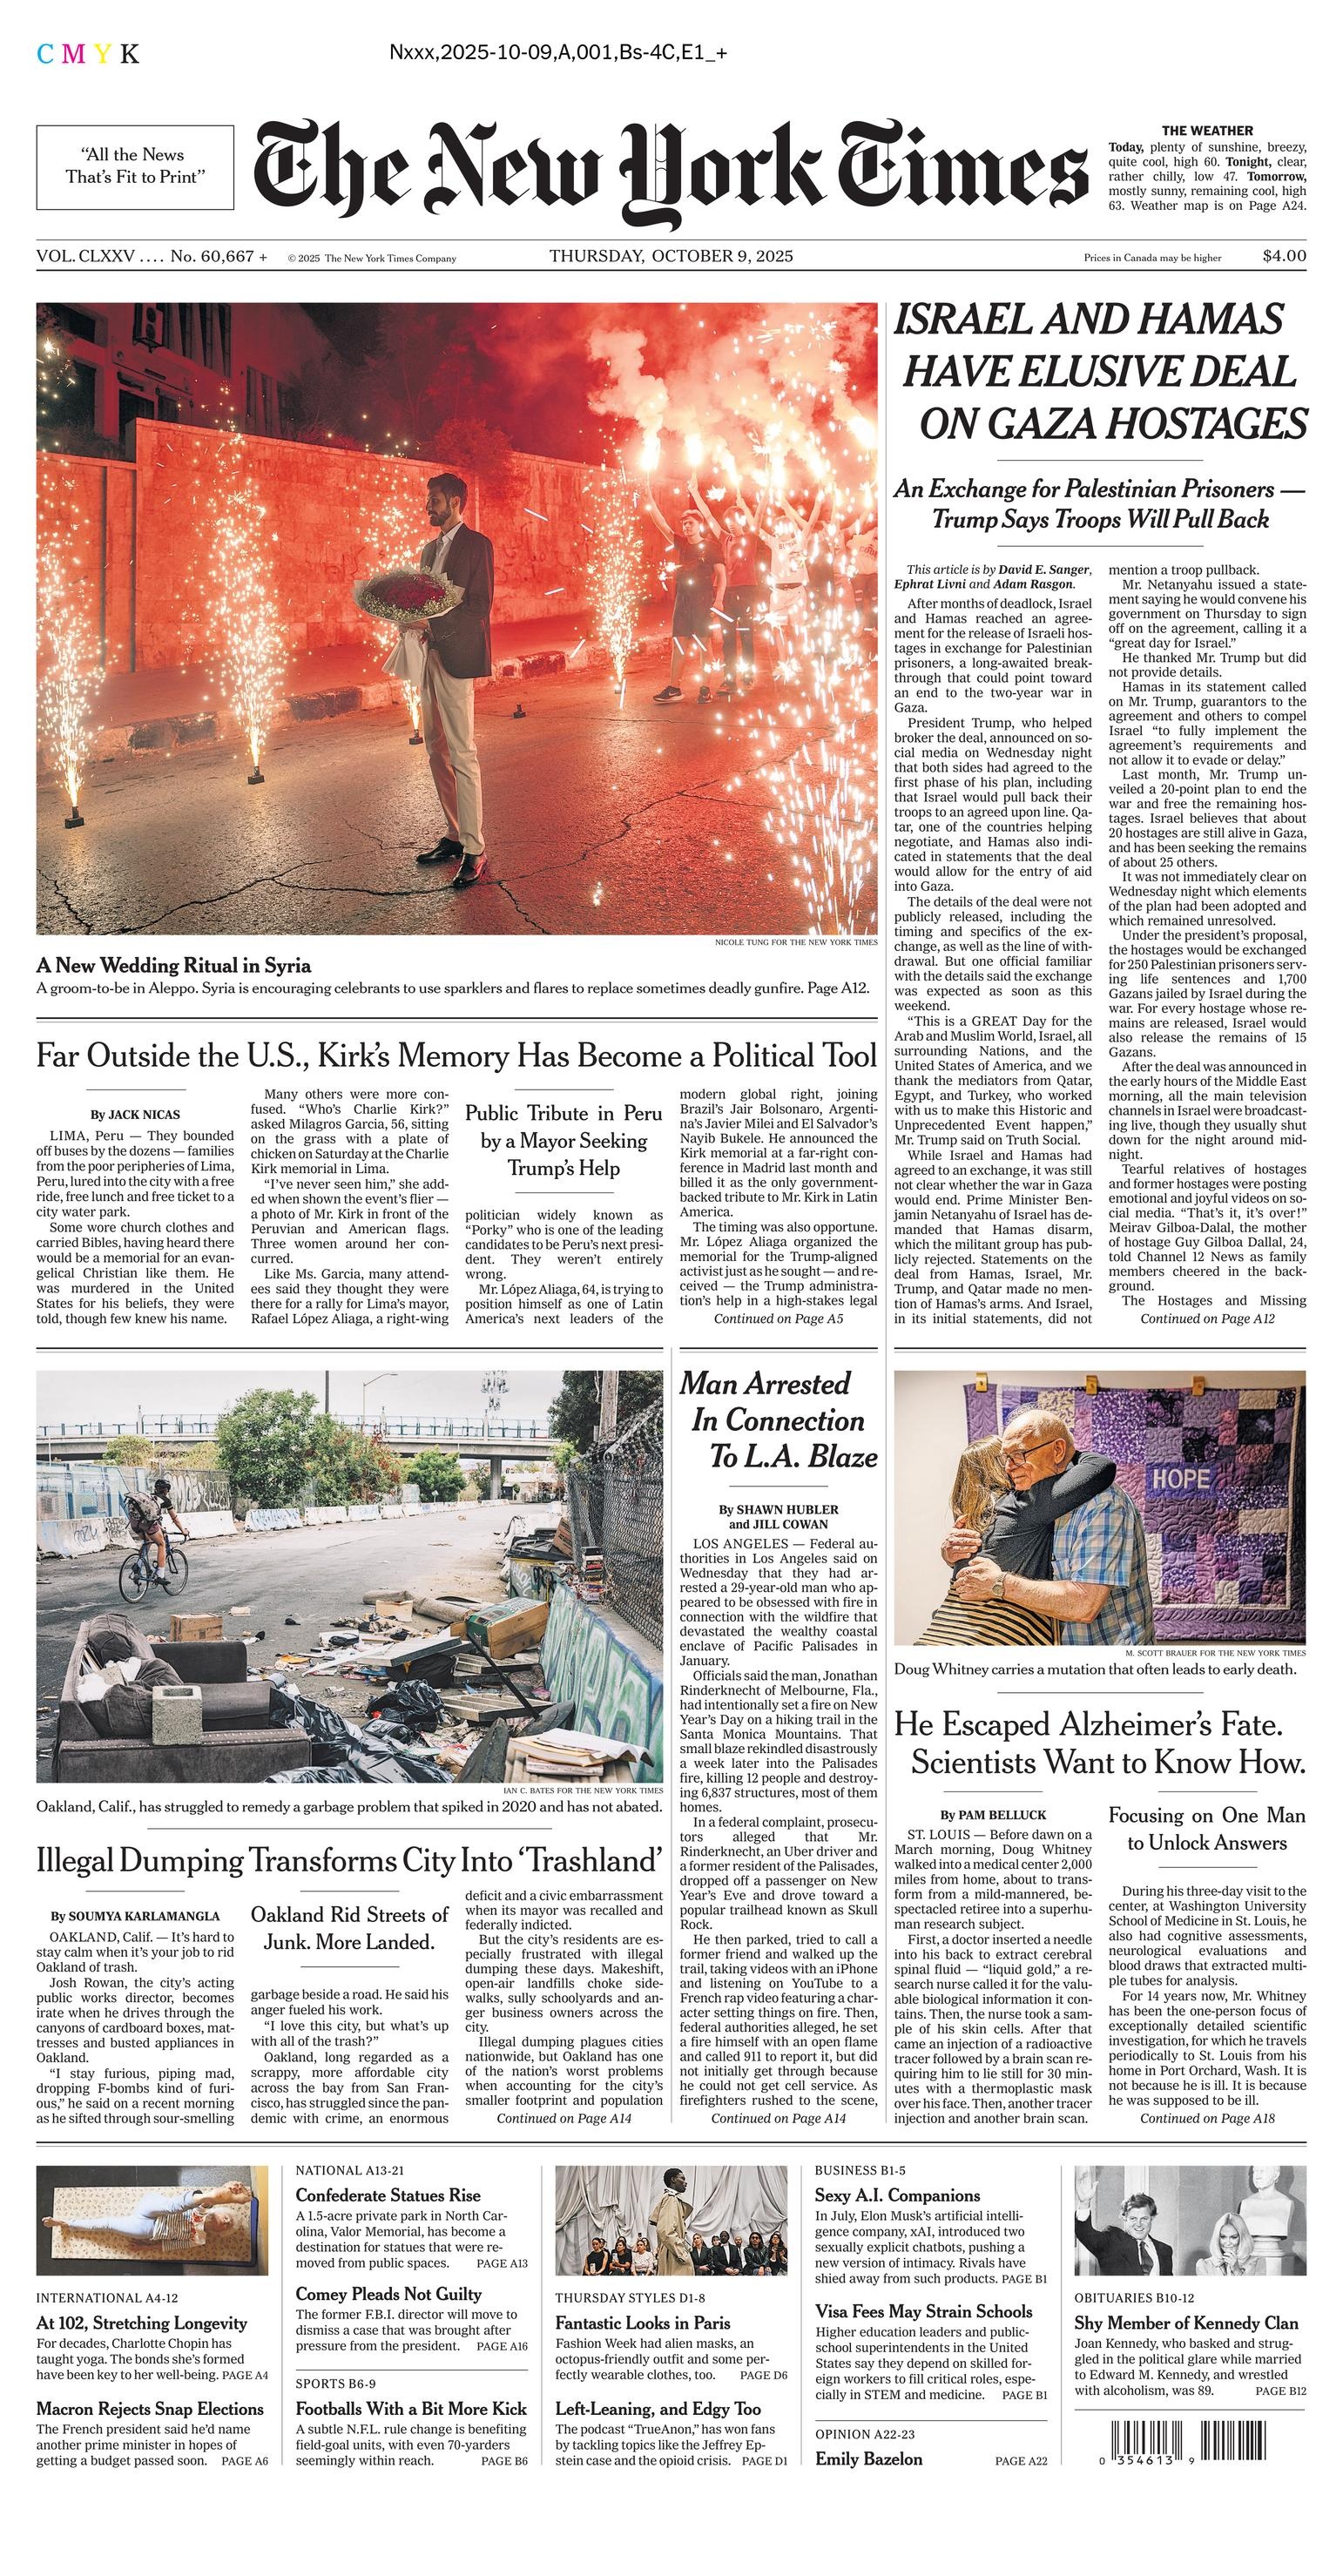 C M Y K
Nxxx,2025-10-09,A,001,Bs-4C,E1_+
“All the News
That’s Fit to Print”
The New York Times
THE WEATHER
Today, plenty of sunshine, breezy,
quite cool, high 60. Tonight, clear,
rather chilly, low 47. Tomorrow,
mostly sunny, remaining cool, high
63. Weather map is on Page A24.
VOL. CLXXV .... No. 60,667 +
© 2025 The New York Times Company
THURSDAY, OCTOBER 9, 2025
Prices in Canada may be higher
$4.00
NICOLE TUNG FOR THE NEW YORK TIMES
A New Wedding Ritual in Syria
A groom-to-be in Aleppo. Syria is encouraging celebrants to use sparklers and flares to replace sometimes deadly gunfire. Page A12.
ISRAEL AND HAMAS
HAVE ELUSIVE DEAL
ON GAZA HOSTAGES
An Exchange for Palestinian Prisoners —
Trump Says Troops Will Pull Back
This article is by David E. Sanger,
Ephrat Livni and Adam Rasgon.
After months of deadlock, Israel
and Hamas reached an agree-
ment for the release of Israeli hos-
tages in exchange for Palestinian
prisoners, a long-awaited break-
through that could point toward
an end to the two-year war in
Gaza.
President Trump, who helped
broker the deal, announced on so-
cial media on Wednesday night
that both sides had agreed to the
first phase of his plan, including
that Israel would pull back their
troops to an agreed upon line. Qa-
tar, one of the countries helping
negotiate, and Hamas also indi-
cated in statements that the deal
would allow for the entry of aid
into Gaza.
The details of the deal were not
publicly released, including the
timing and specifics of the ex-
change, as well as the line of with-
drawal. But one official familiar
with the details said the exchange
was expected as soon as this
weekend.
“This is a GREAT Day for the
Arab and Muslim World, Israel, all
surrounding Nations, and the
United States of America, and we
thank the mediators from Qatar,
Egypt, and Turkey, who worked
with us to make this Historic and
Unprecedented Event happen,”
Mr. Trump said on Truth Social.
While Israel and Hamas had
agreed to an exchange, it was still
not clear whether the war in Gaza
would end. Prime Minister Ben-
jamin Netanyahu of Israel has de-
manded that Hamas disarm,
which the militant group has pub-
licly rejected. Statements on the
deal from Hamas, Israel, Mr.
Trump, and Qatar made no men-
tion of Hamas’s arms. And Israel,
in its initial statements, did not
mention a troop pullback.
Mr. Netanyahu issued a state-
ment saying he would convene his
government on Thursday to sign
off on the agreement, calling it a
“great day for Israel.”
He thanked Mr. Trump but did
not provide details.
Hamas in its statement called
on Mr. Trump, guarantors to the
agreement and others to compel
Israel “to fully implement the
agreement’s requirements and
not allow it to evade or delay.”
Last month, Mr. Trump un-
veiled a 20-point plan to end the
war and free the remaining hos-
tages. Israel believes that about
20 hostages are still alive in Gaza,
and has been seeking the remains
of about 25 others.
It was not immediately clear on
Wednesday night which elements
of the plan had been adopted and
which remained unresolved.
Under the president’s proposal,
the hostages would be exchanged
for 250 Palestinian prisoners serv-
ing life sentences and 1,700
Gazans jailed by Israel during the
war. For every hostage whose re-
mains are released, Israel would
also release the remains of 15
Gazans.
After the deal was announced in
the early hours of the Middle East
morning, all the main television
channels in Israel were broadcast-
ing live, though they usually shut
down for the night around mid-
night.
Tearful relatives of hostages
and former hostages were posting
emotional and joyful videos on so-
cial media. “That’s it, it’s over!”
Meirav Gilboa-Dalal, the mother
of hostage Guy Gilboa Dallal, 24,
told Channel 12 News as family
members cheered in the back-
ground.
The Hostages and Missing
Continued on Page A12
Far Outside the U.S., Kirk’s Memory Has Become a Political Tool
By JACK NICAS
LIMA, Peru — They bounded
off buses by the dozens — families
from the poor peripheries of Lima,
Peru, lured into the city with a free
ride, free lunch and free ticket to a
city water park.
Some wore church clothes and
carried Bibles, having heard there
would be a memorial for an evan-
gelical Christian like them. He
was murdered in the United
States for his beliefs, they were
told, though few knew his name.
Many others were more con-
fused. “Who’s Charlie Kirk?”
asked Milagros Garcia, 56, sitting
on the grass with a plate of
chicken on Saturday at the Charlie
Kirk memorial in Lima.
“I’ve never seen him,” she add-
ed when shown the event’s flier —
a photo of Mr. Kirk in front of the
Peruvian and American flags.
Three women around her con-
curred.
Like Ms. Garcia, many attend-
ees said they thought they were
there for a rally for Lima’s mayor,
Rafael López Aliaga, a right-wing
Public Tribute in Peru
by a Mayor Seeking
Trump’s Help
politician widely known as
“Porky” who is one of the leading
candidates to be Peru’s next presi-
dent. They weren’t entirely
wrong.
Mr. López Aliaga, 64, is trying to
position himself as one of Latin
America’s next leaders of the
modern global right, joining
Brazil’s Jair Bolsonaro, Argenti-
na’s Javier Milei and El Salvador’s
Nayib Bukele. He announced the
Kirk memorial at a far-right con-
ference in Madrid last month and
billed it as the only government-
backed tribute to Mr. Kirk in Latin
America.
The timing was also opportune.
Mr. López Aliaga organized the
memorial for the Trump-aligned
activist just as he sought — and re-
ceived — the Trump administra-
tion’s help in a high-stakes legal
Continued on Page A5
IAN C. BATES FOR THE NEW YORK TIMES
Oakland, Calif., has struggled to remedy a garbage problem that spiked in 2020 and has not abated.
Illegal Dumping Transforms City Into ‘Trashland’
By SOUMYA KARLAMANGLA
OAKLAND, Calif. — It’s hard to
stay calm when it’s your job to rid
Oakland of trash.
Josh Rowan, the city’s acting
public works director, becomes
irate when he drives through the
canyons of cardboard boxes, mat-
tresses and busted appliances in
Oakland.
“I stay furious, piping mad,
dropping F-bombs kind of furi-
ous,” he said on a recent morning
as he sifted through sour-smelling
Oakland Rid Streets of
Junk. More Landed.
garbage beside a road. He said his
anger fueled his work.
“I love this city, but what’s up
with all of the trash?”
Oakland, long regarded as a
scrappy, more affordable city
across the bay from San Fran-
cisco, has struggled since the pan-
demic with crime, an enormous
deficit and a civic embarrassment
when its mayor was recalled and
federally indicted.
But the city’s residents are es-
pecially frustrated with illegal
dumping these days. Makeshift,
open-air landfills choke side-
walks, sully schoolyards and an-
ger business owners across the
city.
Illegal dumping plagues cities
nationwide, but Oakland has one
of the nation’s worst problems
when accounting for the city’s
smaller footprint and population
Continued on Page A14
Man Arrested
In Connection
To L.A. Blaze
By SHAWN HUBLER
and JILL COWAN
LOS ANGELES — Federal au-
thorities in Los Angeles said on
Wednesday that they had ar-
rested a 29-year-old man who ap-
peared to be obsessed with fire in
connection with the wildfire that
devastated the wealthy coastal
enclave of Pacific Palisades in
January.
Officials said the man, Jonathan
Rinderknecht of Melbourne, Fla.,
had intentionally set a fire on New
Year’s Day on a hiking trail in the
Santa Monica Mountains. That
small blaze rekindled disastrously
a week later into the Palisades
fire, killing 12 people and destroy-
ing 6,837 structures, most of them
homes.
In a federal complaint, prosecu-
tors alleged that Mr.
Rinderknecht, an Uber driver and
a former resident of the Palisades,
dropped off a passenger on New
Year’s Eve and drove toward a
popular trailhead known as Skull
Rock.
He then parked, tried to call a
former friend and walked up the
trail, taking videos with an iPhone
and listening on YouTube to a
French rap video featuring a char-
acter setting things on fire. Then,
federal authorities alleged, he set
a fire himself with an open flame
and called 911 to report it, but did
not initially get through because
he could not get cell service. As
firefighters rushed to the scene,
Continued on Page A14
HOPE
M. SCOTT BRAUER FOR THE NEW YORK TIMES
Doug Whitney carries a mutation that often leads to early death.
He Escaped Alzheimer’s Fate.
Scientists Want to Know How.
By PAM BELLUCK
ST. LOUIS — Before dawn on a
March morning, Doug Whitney
walked into a medical center 2,000
miles from home, about to trans-
form from a mild-mannered, be-
spectacled retiree into a superhu-
man research subject.
First, a doctor inserted a needle
into his back to extract cerebral
spinal fluid — “liquid gold,” a re-
search nurse called it for the valu-
able biological information it con-
tains. Then, the nurse took a sam-
ple of his skin cells. After that
came an injection of a radioactive
tracer followed by a brain scan re-
quiring him to lie still for 30 min-
utes with a thermoplastic mask
over his face. Then, another tracer
injection and another brain scan.
Focusing on One Man
to Unlock Answers
During his three-day visit to the
center, at Washington University
School of Medicine in St. Louis, he
also had cognitive assessments,
neurological evaluations and
blood draws that extracted multi-
ple tubes for analysis.
For 14 years now, Mr. Whitney
has been the one-person focus of
exceptionally detailed scientific
investigation, for which he travels
periodically to St. Louis from his
home in Port Orchard, Wash. It is
not because he is ill. It is because
he was supposed to be ill.
Continued on Page A18
INTERNATIONAL A4-12
At 102, Stretching Longevity
For decades, Charlotte Chopin has
taught yoga. The bonds she’s formed
have been key to her well-being. PAGE A4
Macron Rejects Snap Elections
The French president said he’d name
another prime minister in hopes of
getting a budget passed soon. PAGE A6
NATIONAL A13-21
Confederate Statues Rise
A 1.5-acre private park in North Car-
olina, Valor Memorial, has become a
destination for statues that were re-
moved from public spaces. PAGE A13
Comey Pleads Not Guilty
The former F.B.I. director will move to
dismiss a case that was brought after
pressure from the president. PAGE A16
SPORTS B6-9
Footballs With a Bit More Kick
A subtle N.F.L. rule change is benefiting
field-goal units, with even 70-yarders
seemingly within reach. PAGE B6
THURSDAY STYLES D1-8
Fantastic Looks in Paris
Fashion Week had alien masks, an
octopus-friendly outfit and some per-
fectly wearable clothes, too. PAGE D6
Left-Leaning, and Edgy Too
The podcast “TrueAnon,” has won fans
by tackling topics like the Jeffrey Ep-
stein case and the opioid crisis. PAGE D1
BUSINESS B1-5
Sexy A.I. Companions
In July, Elon Musk’s artificial intelli-
gence company, xAI, introduced two
sexually explicit chatbots, pushing a
new version of intimacy. Rivals have
shied away from such products. PAGE B1
Visa Fees May Strain Schools
Higher education leaders and public-
school superintendents in the United
States say they depend on skilled for-
eign workers to fill critical roles, espe-
cially in STEM and medicine. PAGE B1
OPINION A22-23
Emily Bazelon PAGE A22
OBITUARIES B10-12
Shy Member of Kennedy Clan
Joan Kennedy, who basked and strug-
gled in the political glare while married
to Edward M. Kennedy, and wrestled
with alcoholism, was 89. PAGE B12
0 354613 9